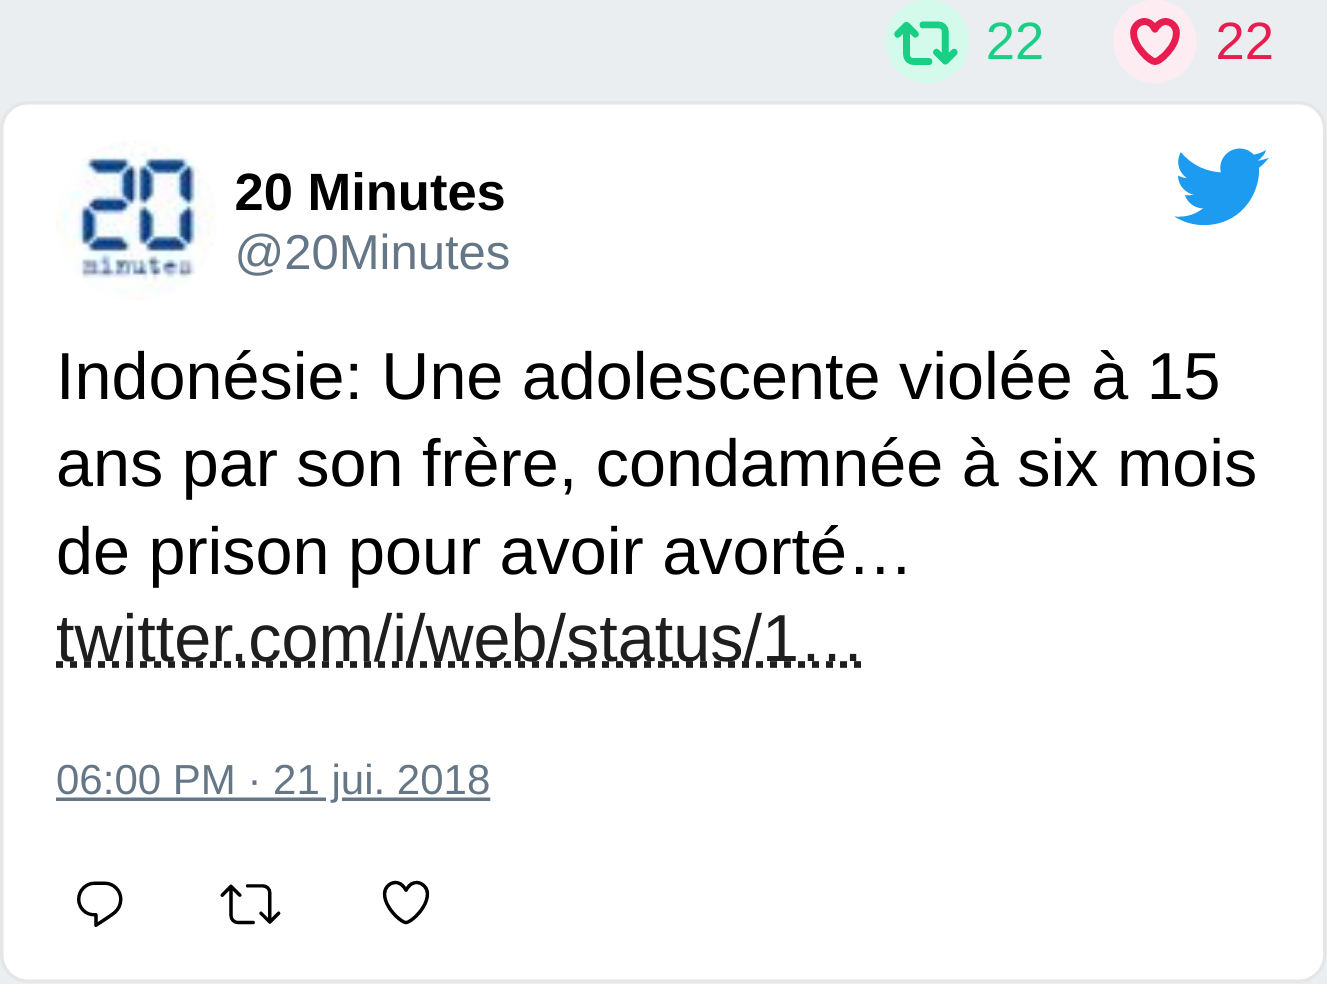 22 22
20 minutes
20 Minutes
@20Minutes
Indonésie: Une adolescente violée à 15
ans par son frère, condamnée à six mois
de prison pour avoir avorté…
twitter.com/i/web/status/1…
06:00 PM · 21 jui. 2018